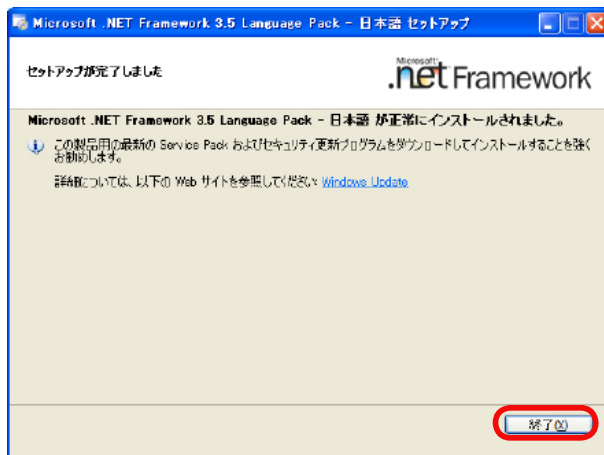 Microsoft .NET Framework 3.5 Language Pack - 日本語 セットアップ
セットアップが完了しました
Microsoft
.net Framework
Microsoft .NET Framework 3.5 Language Pack - 日本語 が正常にインストールされました。
この製品用の最新の Service Pack およびセキュリティ更新プログラムをダウンロードしてインストールすることを強く
お勧めします。
詳細については、以下の Web サイトを参照してください: Windows Update
終了(X)